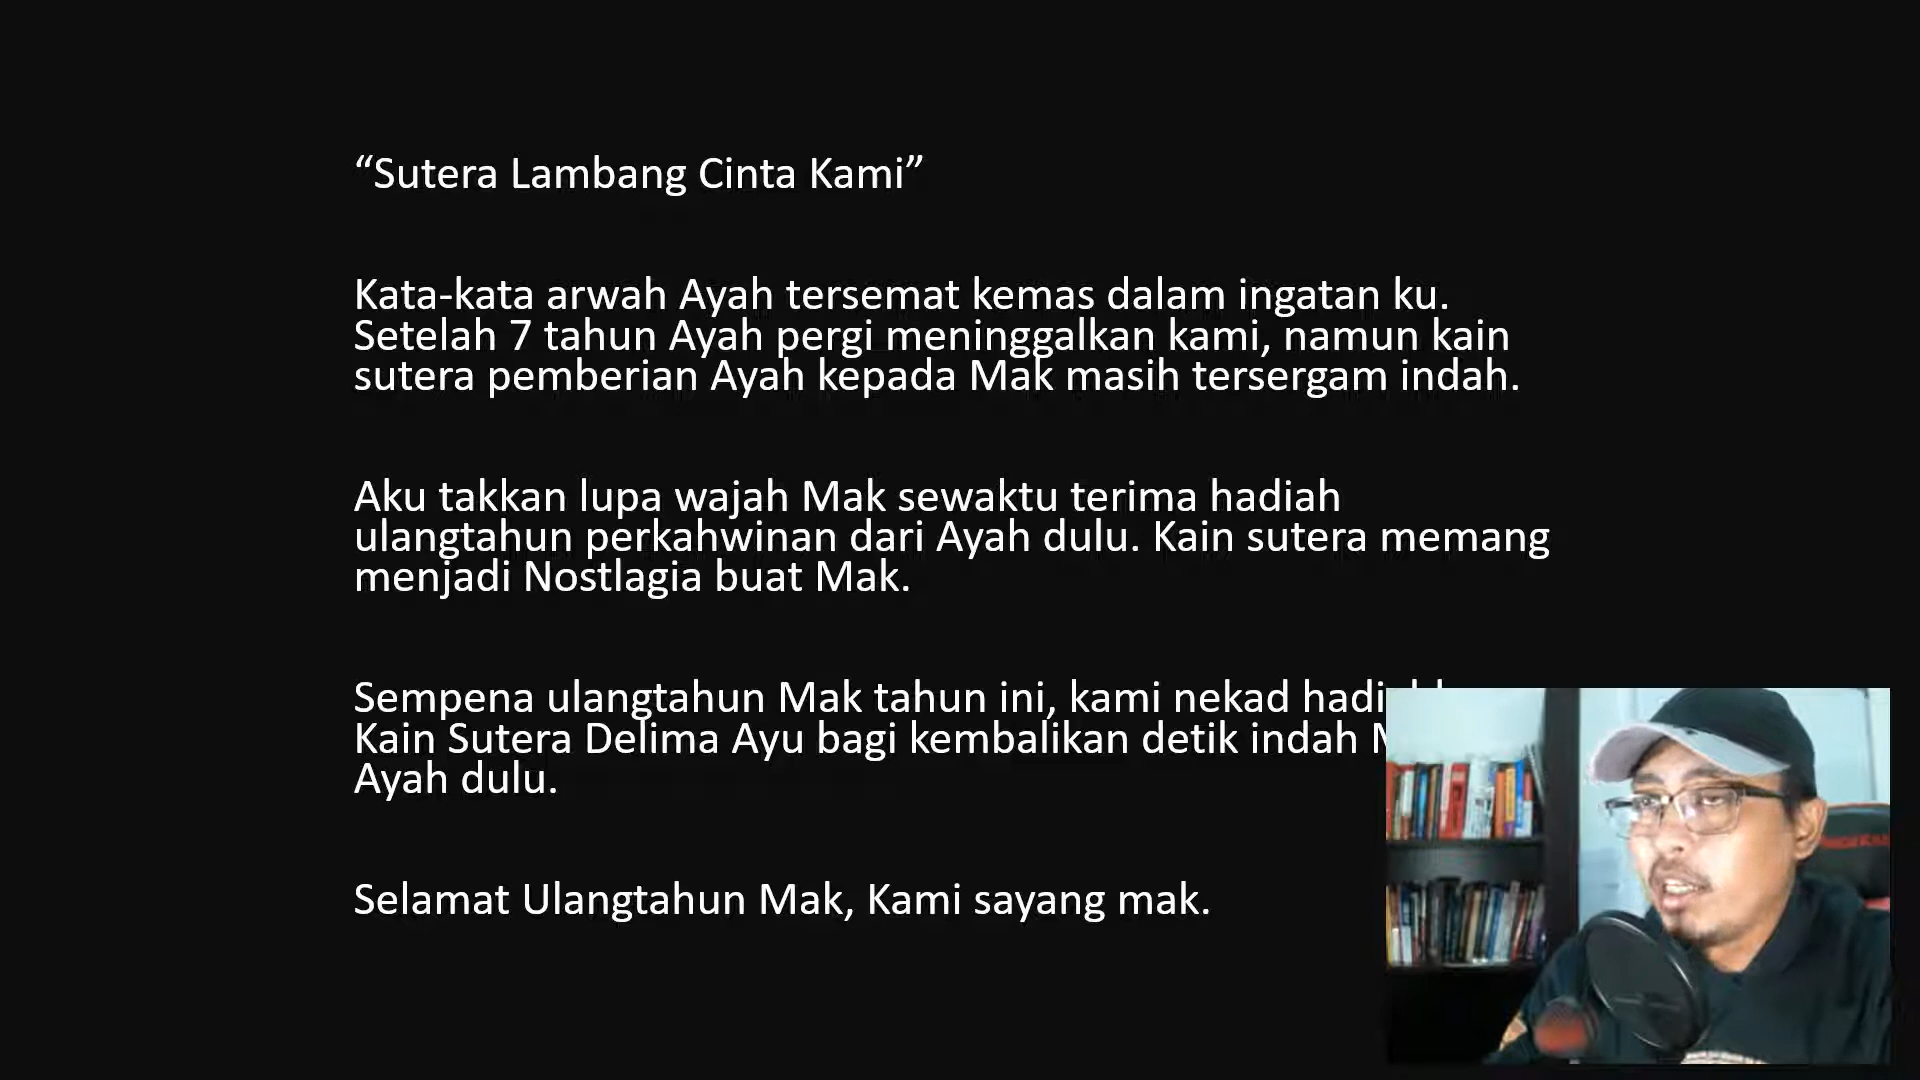 “Sutera Lambang Cinta Kami”
Kata-kata arwah Ayah tersemat kemas dalam ingatan ku.
Setelah 7 tahun Ayah pergi meninggalkan kami, namun kain
sutera pemberian Ayah kepada Mak masih tersergam indah.
Aku takkan lupa wajah Mak sewaktu terima hadiah
ulangtahun perkahwinan dari Ayah dulu. Kain sutera memang
menjadi Nostlagia buat Mak.
Sempena ulangtahun Mak tahun ini, kami nekad
Kain Sutera Delima Ayu bagi kembalikan detik indah
Ayah dulu.
Selamat Ulangtahun Mak, Kami sayang mak.